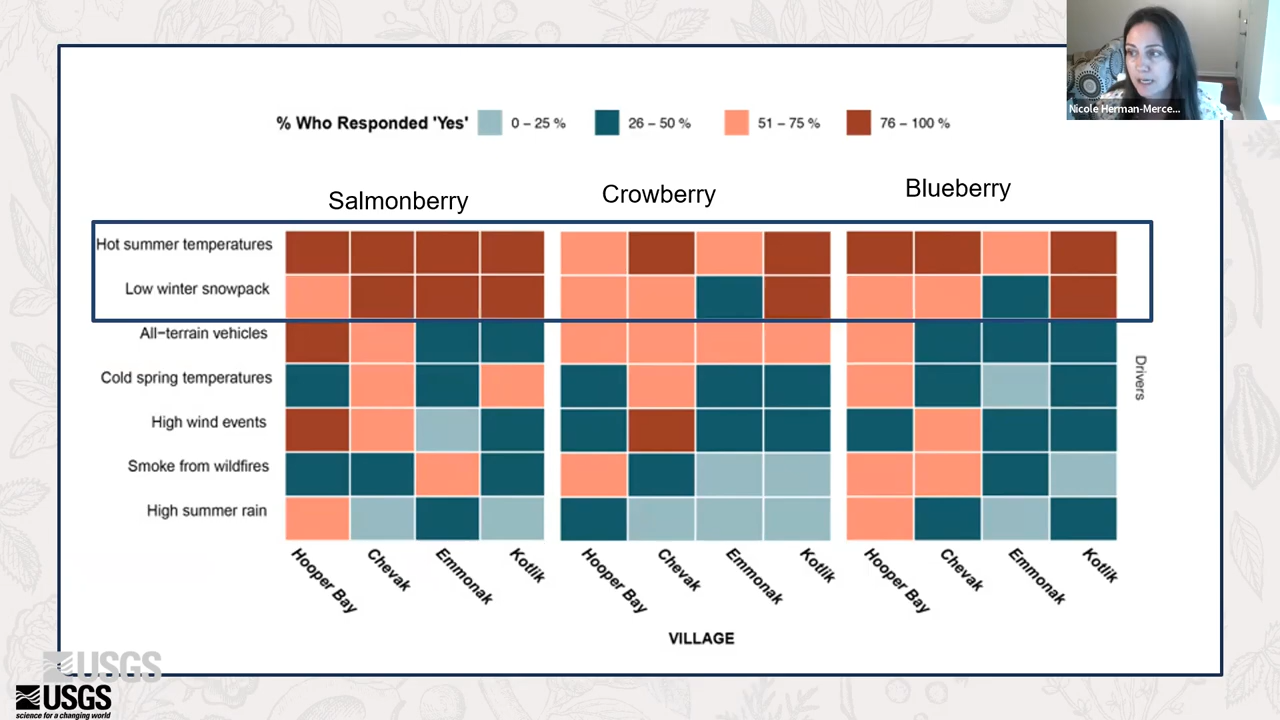 Nicole Herman-Merce...
% Who Responded 'Yes' 0 – 25 % 26 – 50 % 51 – 75 % 76 – 100 %
Salmonberry Crowberry Blueberry
Hot summer temperatures
Low winter snowpack
All–terrain vehicles
Cold spring temperatures
High wind events
Smoke from wildfires
High summer rain
Drivers
Hooper Bay Chevak Emmonak Kotlik Hooper Bay Chevak Emmonak Kotlik Hooper Bay Chevak Emmonak Kotlik
VILLAGE
USGS
USGS
science for a changing world